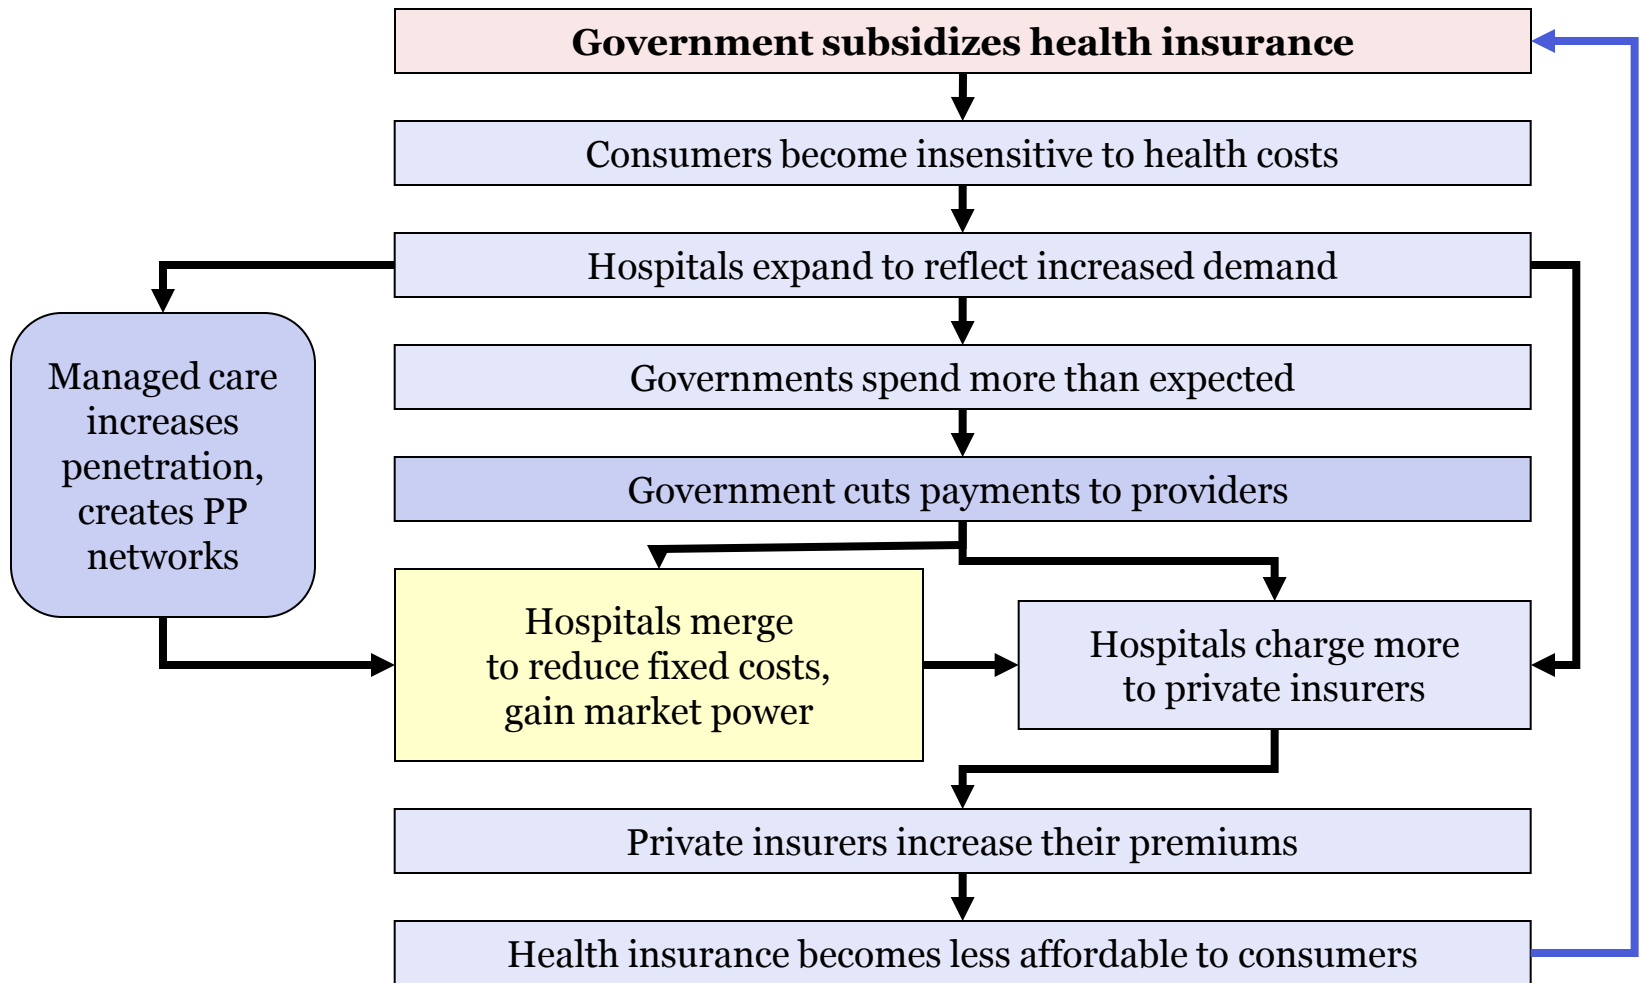 Government subsidizes health insurance
Consumers become insensitive to health costs
Hospitals expand to reflect increased demand
Governments spend more than expected
Managed care
increases
penetration,
creates PP
networks
Government cuts payments to providers
Hospitals merge
to reduce fixed costs,
gain market power
Hospitals charge more
to private insurers
Private insurers increase their premiums
Health insurance becomes less affordable to consumers